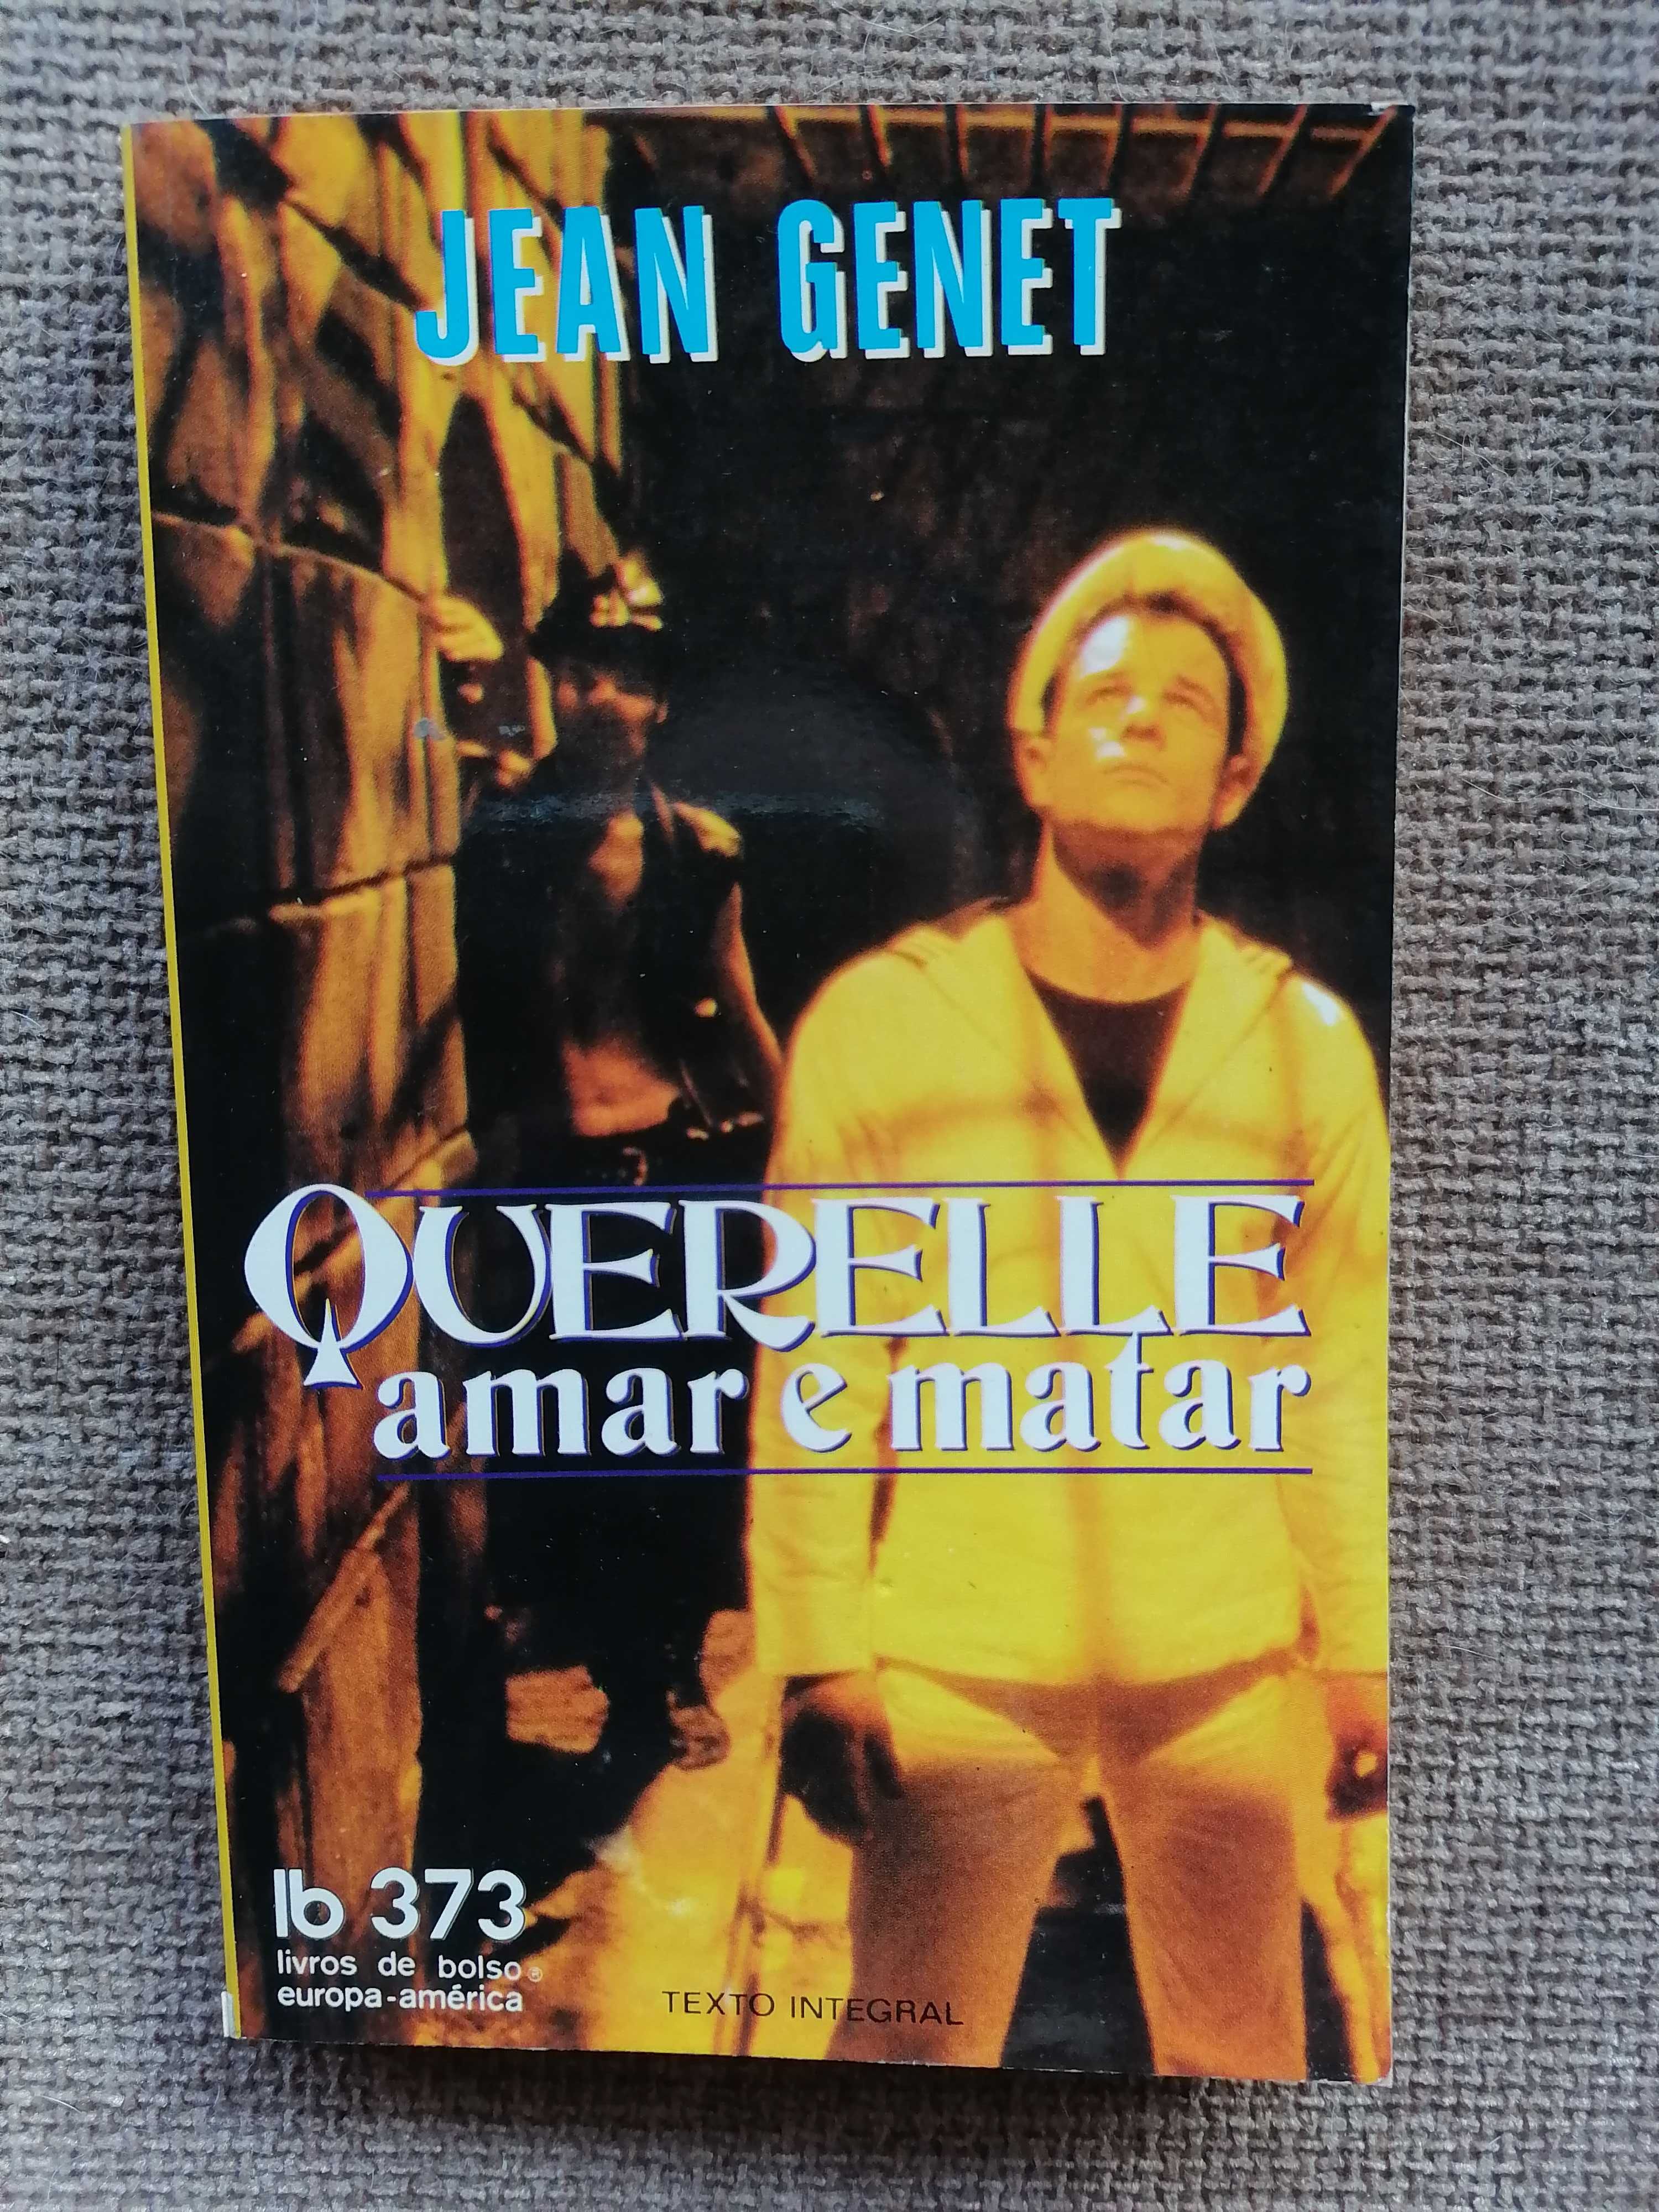 JEAN GENET
QUERELLE
amar e matar
lb 373
livros de bolso®
europa-américa
TEXTO INTEGRAL